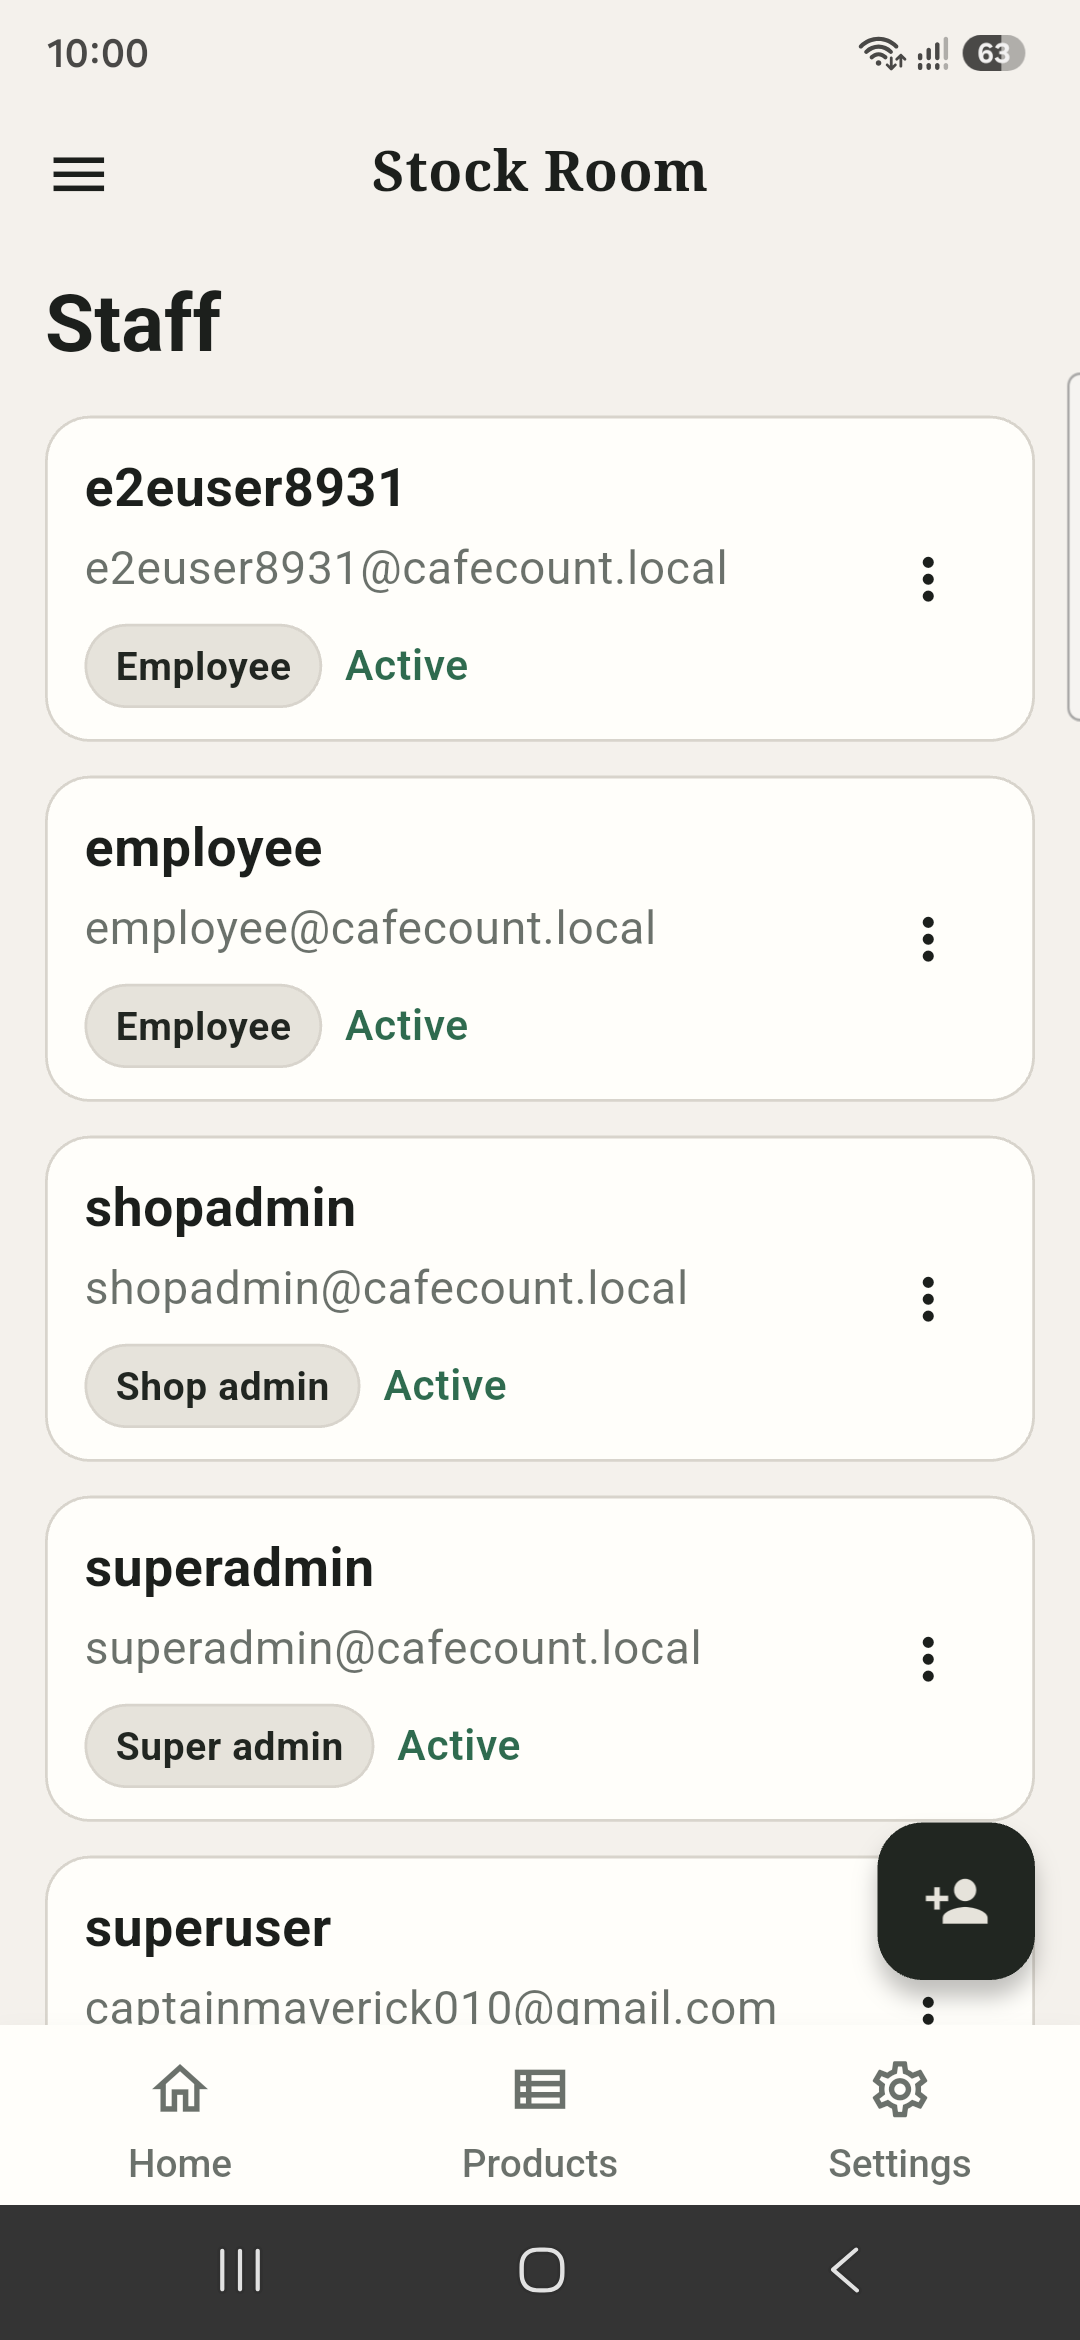 10:00
63
Stock Room
Staff
e2euser8931
e2euser8931@cafecount.local
Employee Active
employee
employee@cafecount.local
Employee Active
shopadmin
shopadmin@cafecount.local
Shop admin Active
superadmin
superadmin@cafecount.local
Super admin Active
superuser
captainmaverick010@gmail.com
Home Products Settings